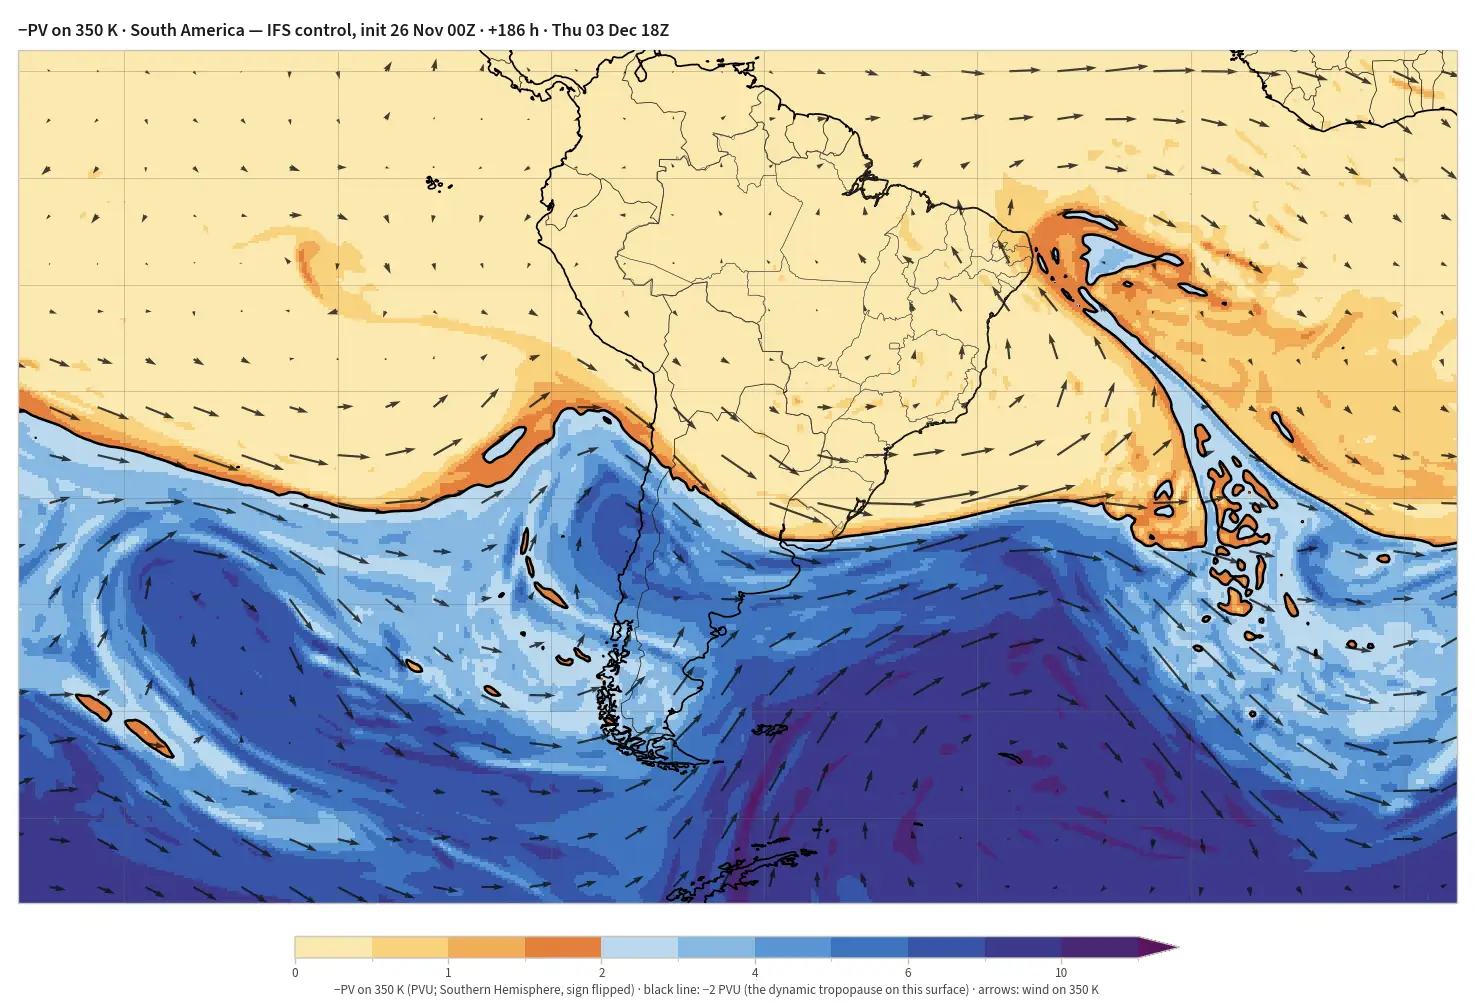 −PV on 350 K · South America — IFS control, init 26 Nov 00Z · +186 h · Thu 03 Dec 18Z
0 1 2 4 6 10
−PV on 350 K (PVU; Southern Hemisphere, sign flipped) · black line: −2 PVU (the dynamic tropopause on this surface) · arrows: wind on 350 K